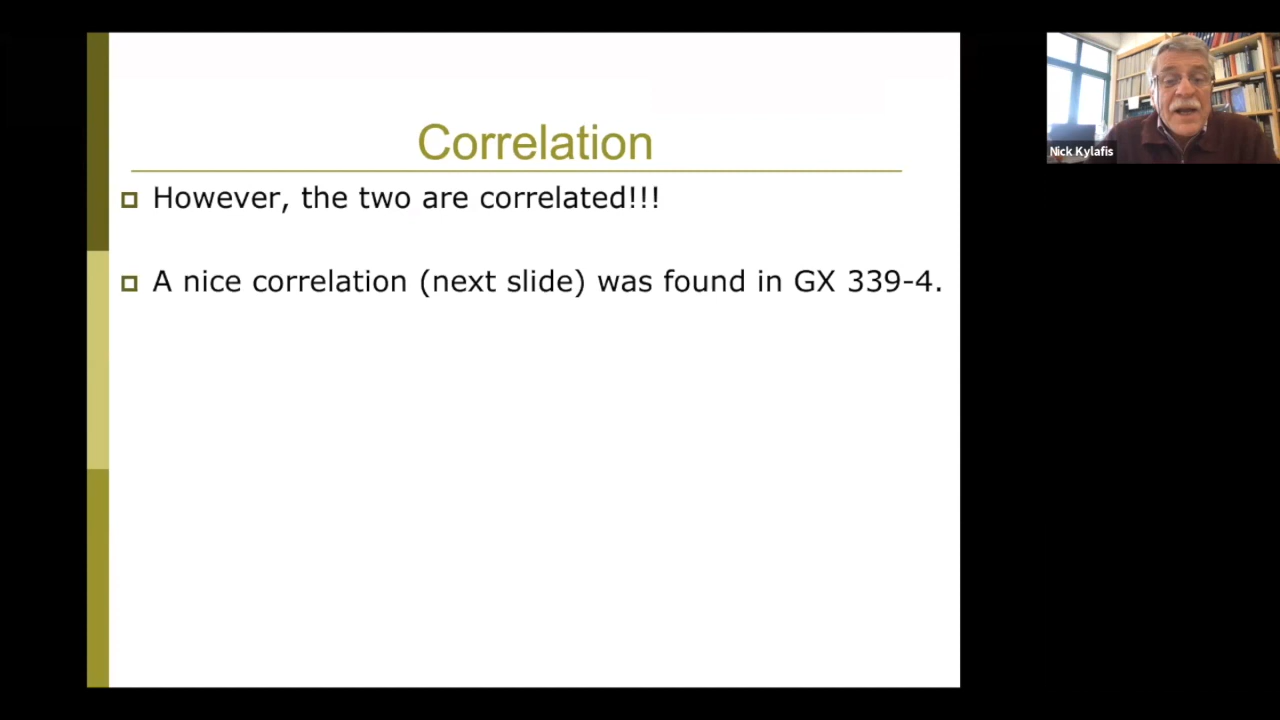 Correlation
However, the two are correlated!!!
A nice correlation (next slide) was found in GX 339-4.
Nick Kylafis